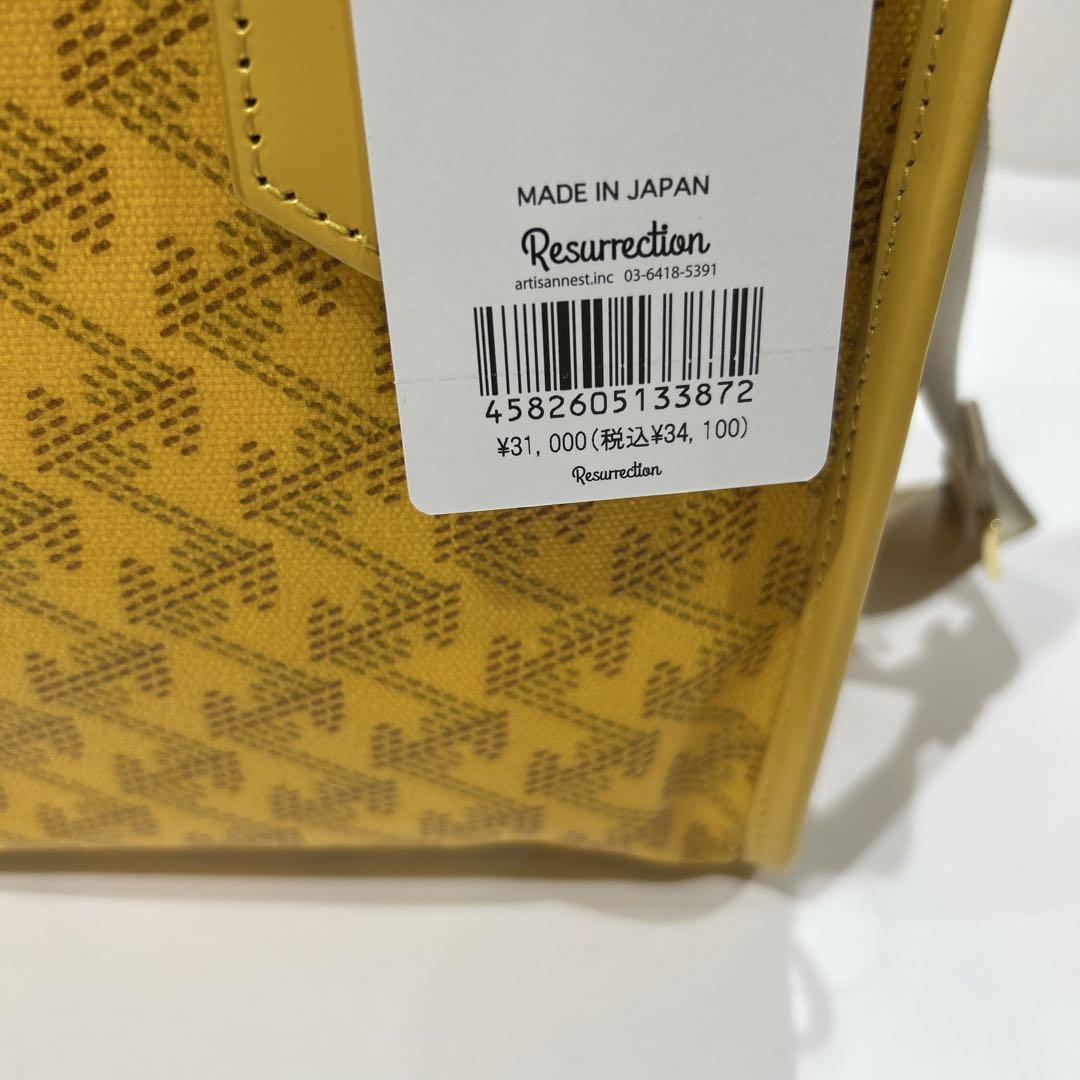 MADE IN JAPAN
Resurrection
artisannest.inc 03-6418-5391
4582605133872
¥31,000(税込¥34,100)
Resurrection